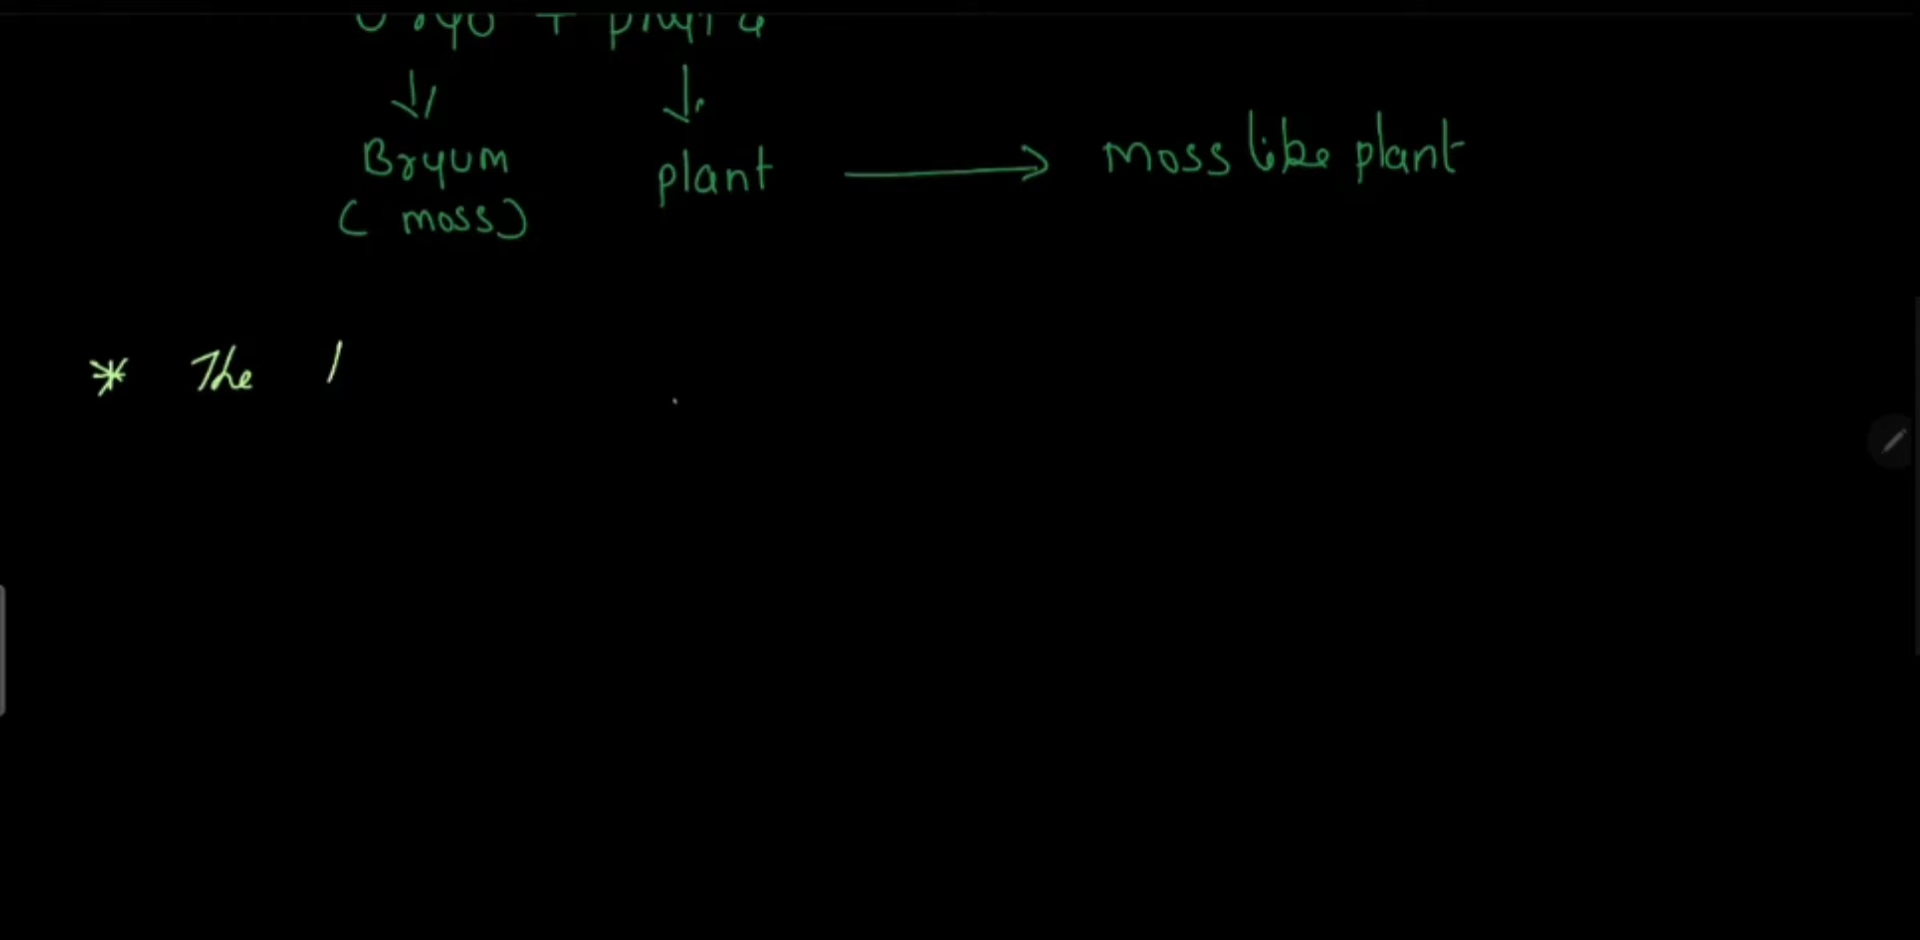 Bryum plant → moss like plant
(moss)
* The